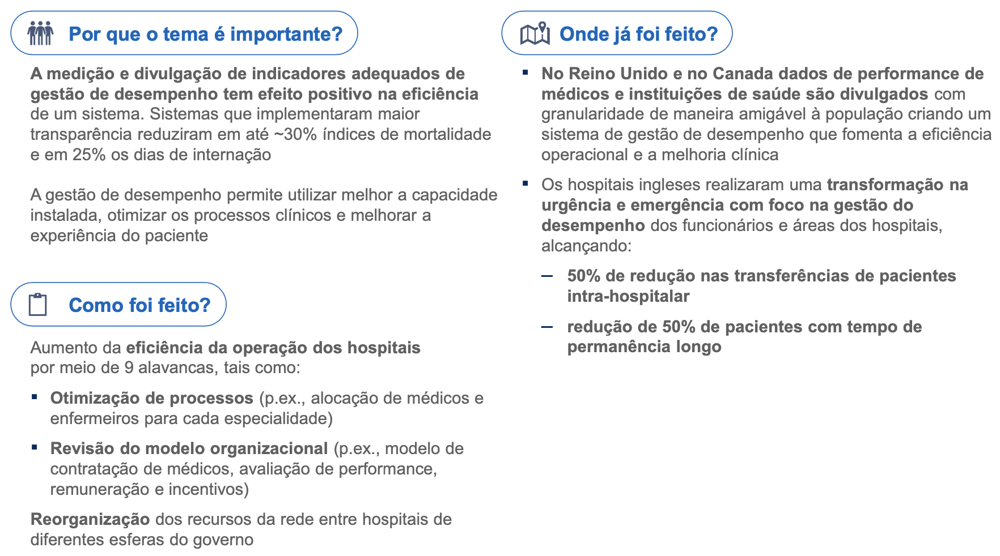 Por que o tema é importante?
A medição e divulgação de indicadores adequados de
gestão de desempenho tem efeito positivo na eficiência
de um sistema. Sistemas que implementaram maior
transparência reduziram em até ~30% índices de mortalidade
e em 25% os dias de internação
A gestão de desempenho permite utilizar melhor a capacidade
instalada, otimizar os processos clínicos e melhorar a
experiência do paciente
Como foi feito?
Aumento da eficiência da operação dos hospitais
por meio de 9 alavancas, tais como:
▪ Otimização de processos (p.ex., alocação de médicos e
enfermeiros para cada especialidade)
▪ Revisão do modelo organizacional (p.ex., modelo de
contratação de médicos, avaliação de performance,
remuneração e incentivos)
Reorganização dos recursos da rede entre hospitais de
diferentes esferas do governo
Onde já foi feito?
▪ No Reino Unido e no Canada dados de performance de
médicos e instituições de saúde são divulgados com
granularidade de maneira amigável à população criando um
sistema de gestão de desempenho que fomenta a eficiência
operacional e a melhoria clínica
▪ Os hospitais ingleses realizaram uma transformação na
urgência e emergência com foco na gestão do
desempenho dos funcionários e áreas dos hospitais,
alcançando:
– 50% de redução nas transferências de pacientes
intra-hospitalar
– redução de 50% de pacientes com tempo de
permanência longo